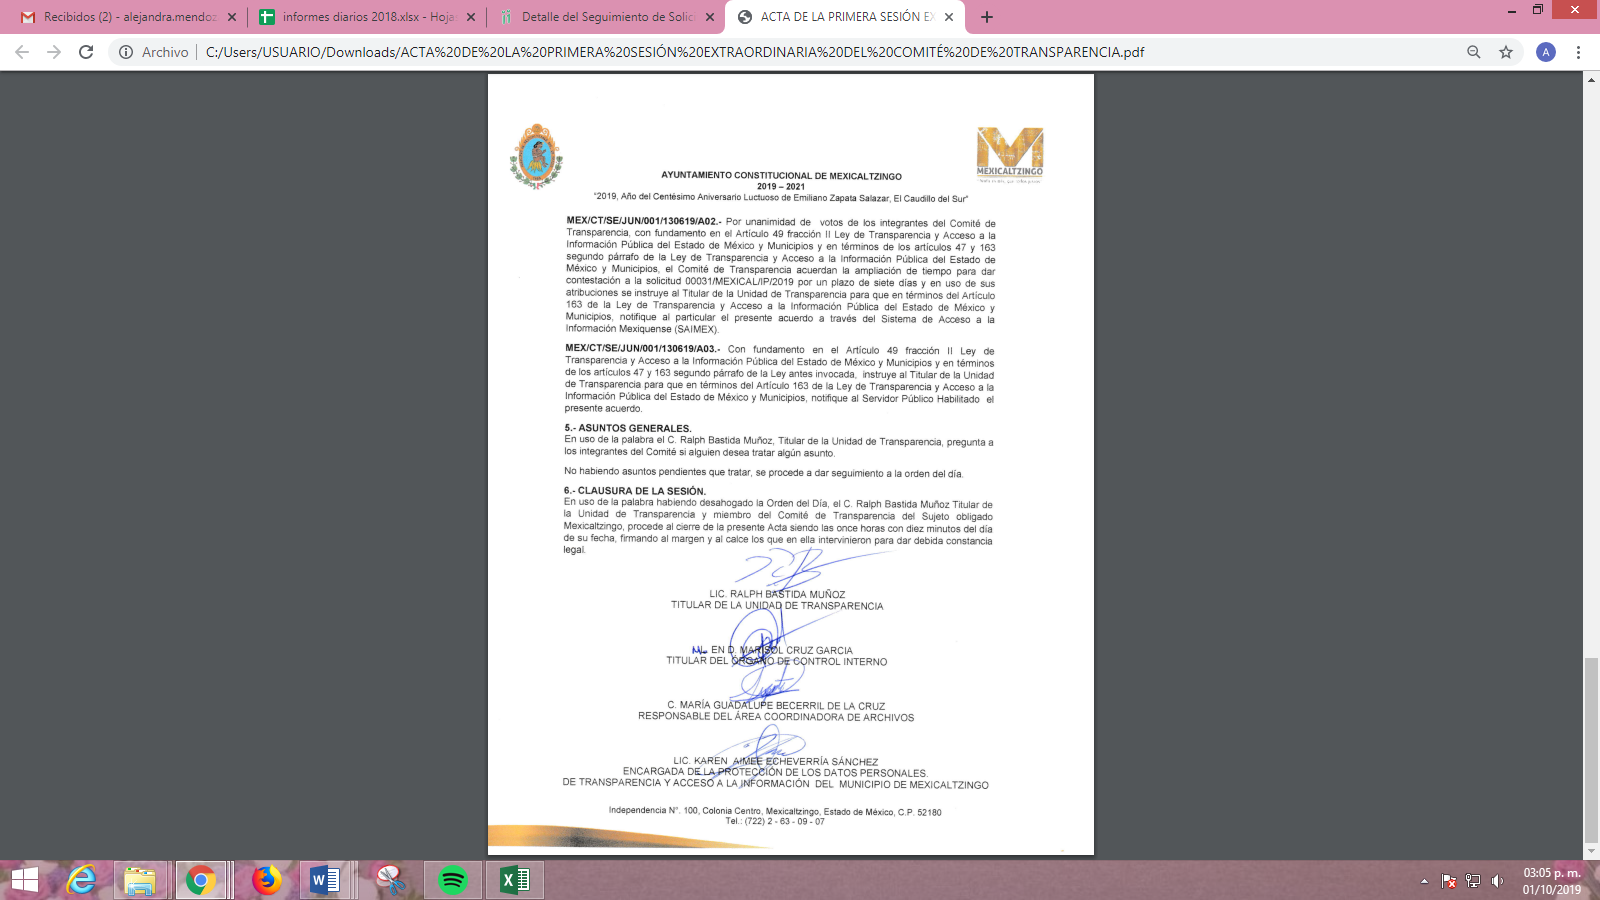 Recibidos (2) - alejandra.mendoz
informes diarios 2018.xlsx - Hoja
Detalle del Seguimiento de Solic
ACTA DE LA PRIMERA SESIÓN EX
Archivo
C:/Users/USUARIO/Downloads/ACTA%20DE%20LA%20PRIMERA%20SESIÓN%20EXTRAORDINARIA%20DEL%20COMITÉ%20DE%20TRANSPARENCIA.pdf
A
MEXICALTZINGO
AYUNTAMIENTO CONSTITUCIONAL DE MEXICALTZINGO
2019 – 2021
"2019, Año del Centésimo Aniversario Luctuoso de Emiliano Zapata Salazar, El Caudillo del Sur"
MEX/CT/SE/JUN/001/130619/A02.- Por unanimidad de votos de los integrantes del Comité de
Transparencia, con fundamento en el Artículo 49 fracción II Ley de Transparencia y Acceso a la
Información Pública del Estado de México y Municipios y en términos de los artículos 47 y 163
segundo párrafo de la Ley de Transparencia y Acceso a la Información Pública del Estado de
México y Municipios, el Comité de Transparencia acuerdan la ampliación de tiempo para dar
contestación a la solicitud 00031/MEXICAL/IP/2019 por un plazo de siete días y en uso de sus
atribuciones se instruye al Titular de la Unidad de Transparencia para que en términos del Artículo
163 de la Ley de Transparencia y Acceso a la Información Pública del Estado de México y
Municipios, notifique al particular el presente acuerdo a través del Sistema de Acceso a la
Información Mexiquense (SAIMEX).
MEX/CT/SE/JUN/001/130619/A03.- Con fundamento en el Artículo 49 fracción II Ley de
Transparencia y Acceso a la Información Pública del Estado de México y Municipios y en términos
de los artículos 47 y 163 segundo párrafo de la Ley antes invocada, instruye al Titular de la Unidad
de Transparencia para que en términos del Artículo 163 de la Ley de Transparencia y Acceso a la
Información Pública del Estado de México y Municipios, notifique al Servidor Público Habilitado el
presente acuerdo.
5.- ASUNTOS GENERALES.
En uso de la palabra el C. Ralph Bastida Muñoz, Titular de la Unidad de Transparencia, pregunta a
los integrantes del Comité si alguien desea tratar algún asunto.
No habiendo asuntos pendientes que tratar, se procede a dar seguimiento a la orden del día.
6.- CLAUSURA DE LA SESIÓN.
En uso de la palabra habiendo desahogado la Orden del Día, el C. Ralph Bastida Muñoz Titular de
la Unidad de Transparencia y miembro del Comité de Transparencia del Sujeto obligado
Mexicaltzingo, procede al cierre de la presente Acta siendo las once horas con diez minutos del día
de su fecha, firmando al margen y al calce los que en ella intervinieron para dar debida constancia
legal.
LIC. RALPH BASTIDA MUÑOZ
TITULAR DE LA UNIDAD DE TRANSPARENCIA
M. EN D. MARISOL CRUZ GARCIA
TITULAR DEL ÓRGANO DE CONTROL INTERNO
C. MARÍA GUADALUPE BECERRIL DE LA CRUZ
RESPONSABLE DEL ÁREA COORDINADORA DE ARCHIVOS
LIC. KAREN AIMEE ECHEVERRÍA SÁNCHEZ
ENCARGADA DE LA PROTECCIÓN DE LOS DATOS PERSONALES.
DE TRANSPARENCIA Y ACCESO A LA INFORMACIÓN DEL MUNICIPIO DE MEXICALTZINGO
Independencia N°. 100, Colonia Centro, Mexicaltzingo, Estado de México, C.P. 52180
Tel.: (722) 2 - 63 - 09 - 07
03:05 p. m.
01/10/2019